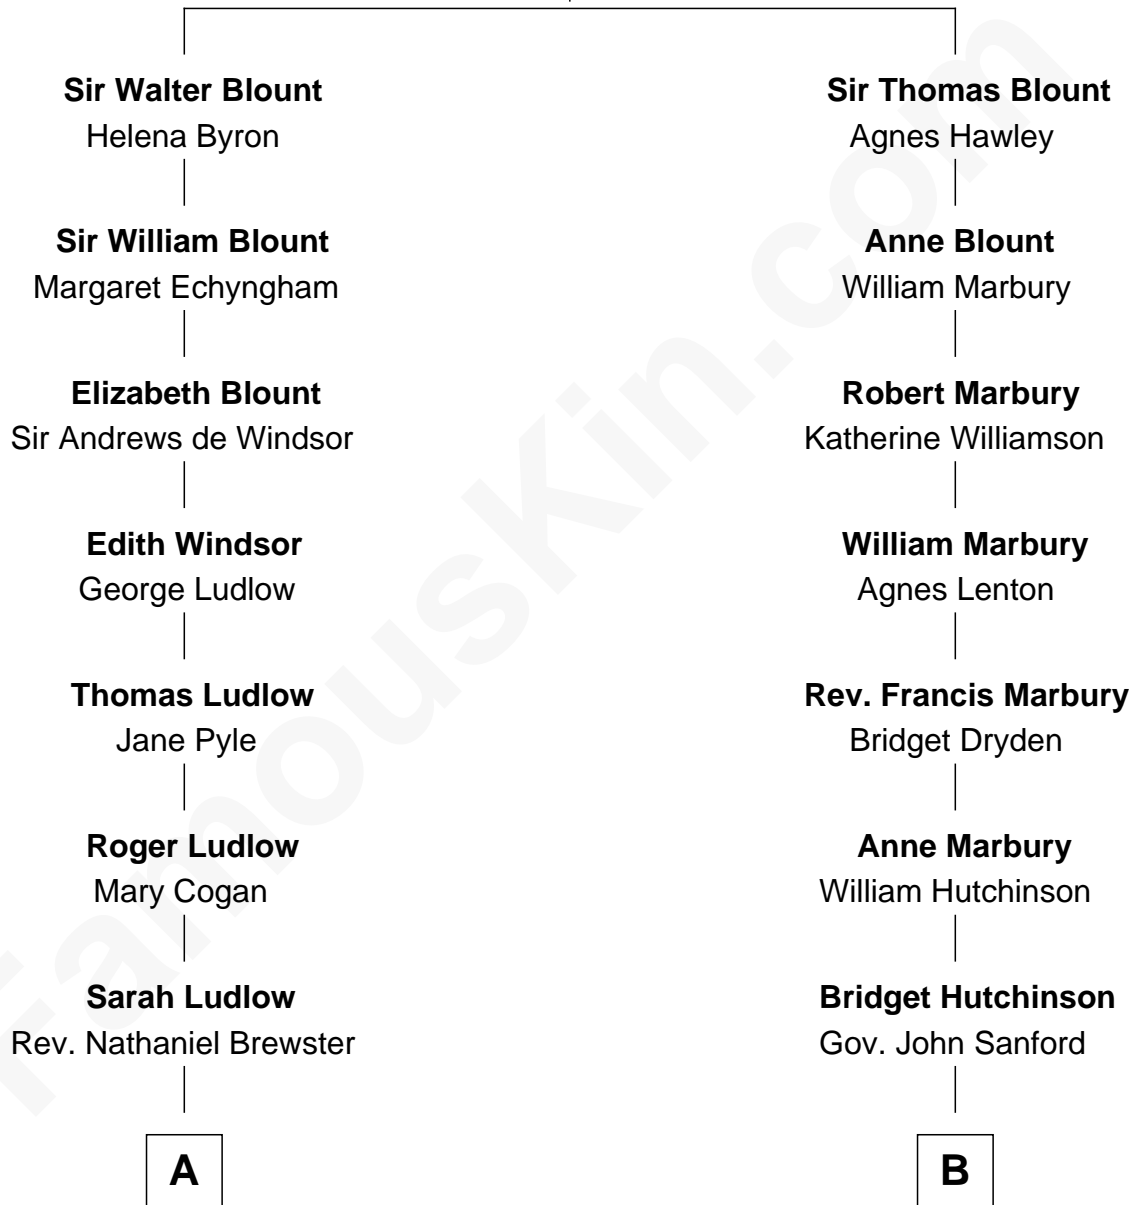 Sir Walter Blount
Helena Byron
Sir William Blount
Margaret Echyngham
Elizabeth Blount
Sir Andrews de Windsor
Edith Windsor
George Ludlow
Thomas Ludlow
Jane Pyle
Roger Ludlow
Mary Cogan
Sarah Ludlow
Rev. Nathaniel Brewster
A
Sir Thomas Blount
Agnes Hawley
Anne Blount
William Marbury
Robert Marbury
Katherine Williamson
William Marbury
Agnes Lenton
Rev. Francis Marbury
Bridget Dryden
Anne Marbury
William Hutchinson
Bridget Hutchinson
Gov. John Sanford
B
FamousKin.com